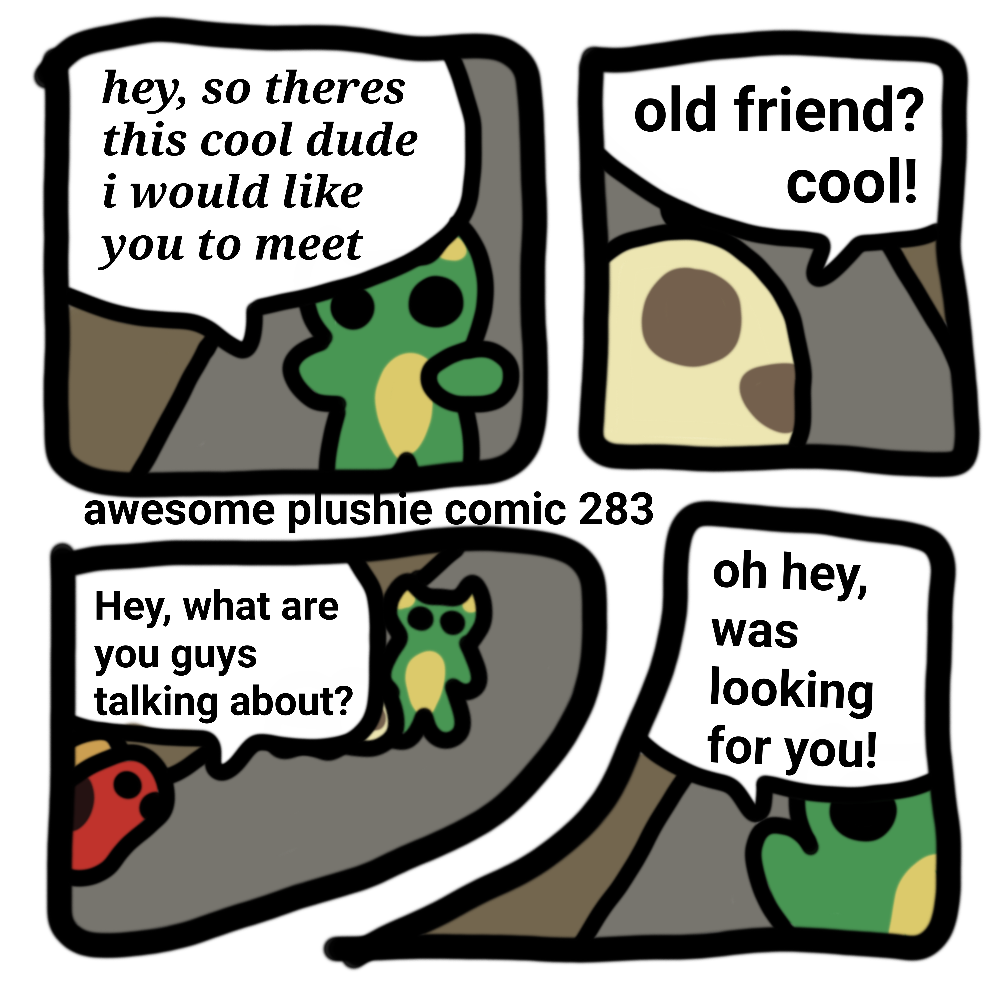 hey, so theres
this cool dude
i would like
you to meet
old friend?
cool!
awesome plushie comic 283
Hey, what are
you guys
talking about?
oh hey,
was
looking
for you!